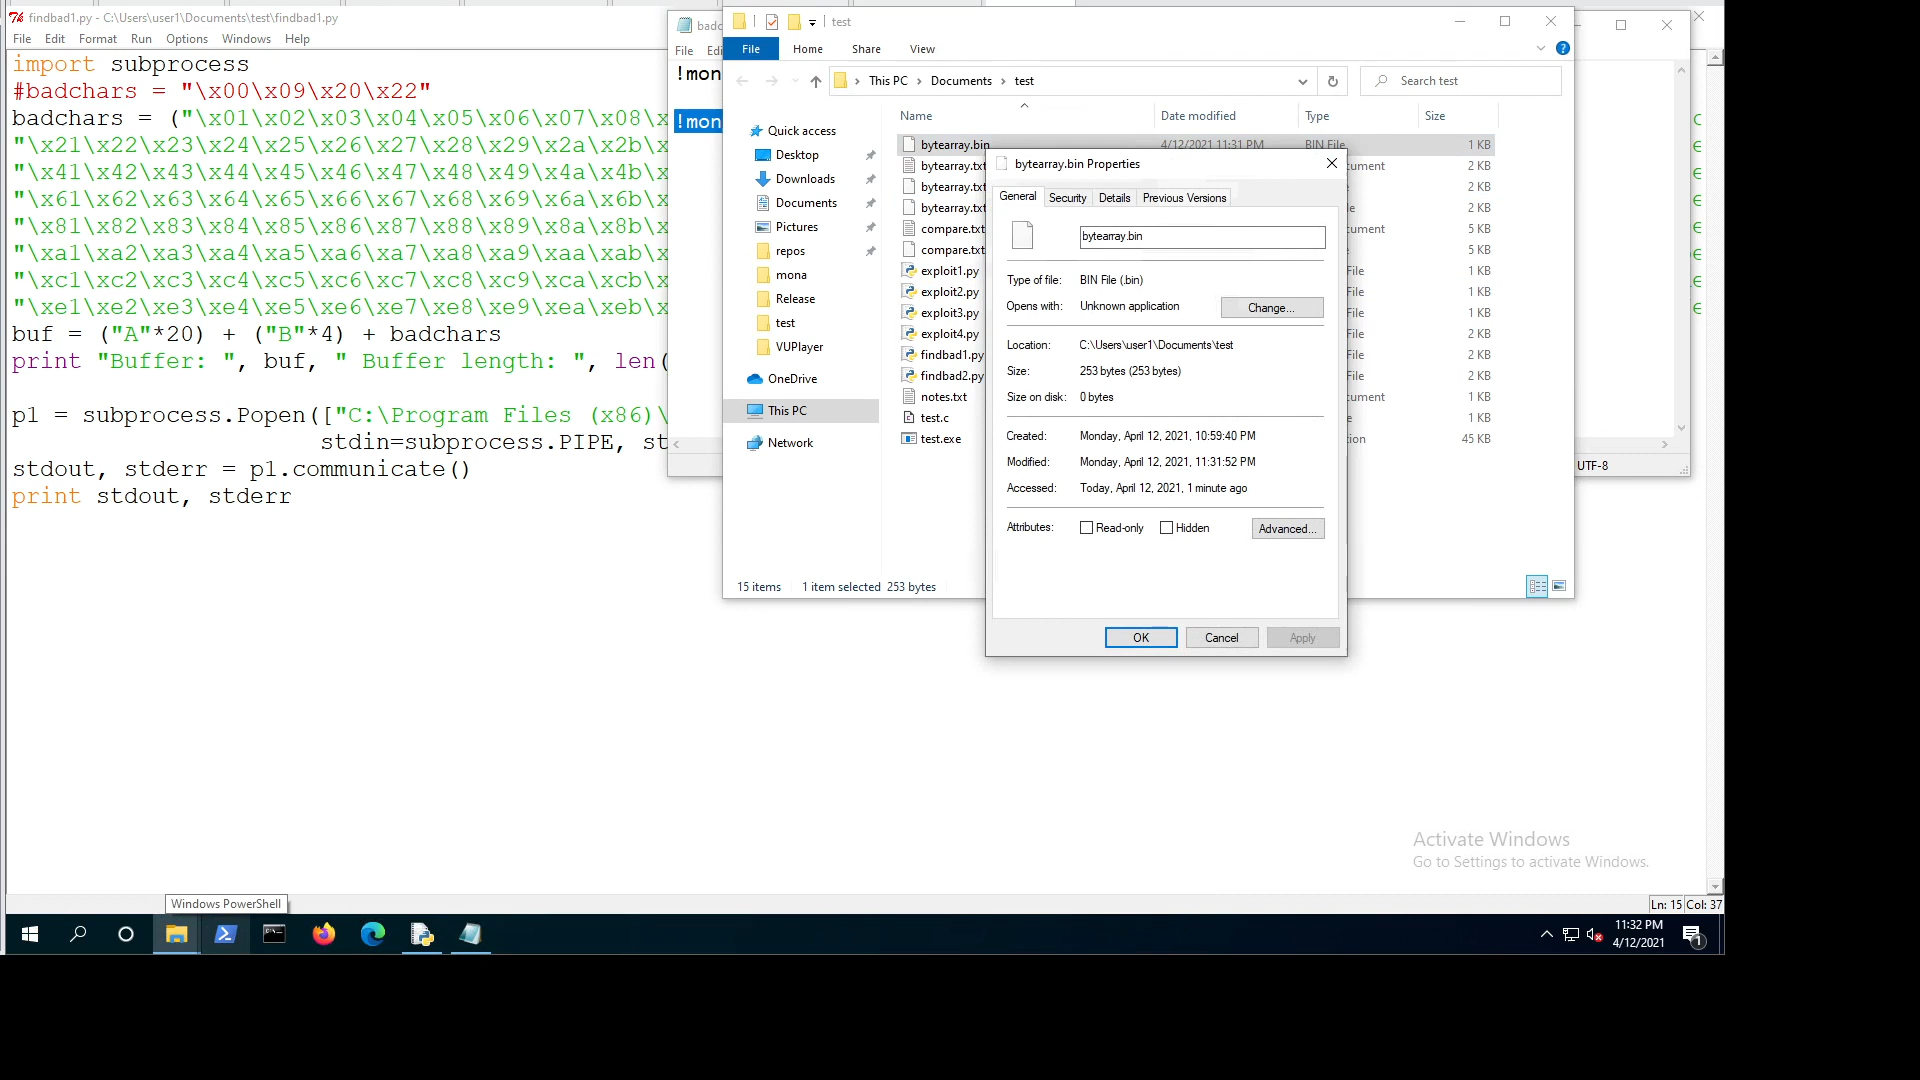 findbad1.py - C:\Users\user1\Documents\test\findbad1.py
File Edit Format Run Options Windows Help
import subprocess
#badchars = "\x00\x09\x20\x22"
badchars = ("\x01\x02\x03\x04\x05\x06\x07\x08\x
"\x21\x22\x23\x24\x25\x26\x27\x28\x29\x2a\x2b\x
"\x41\x42\x43\x44\x45\x46\x47\x48\x49\x4a\x4b\x
"\x61\x62\x63\x64\x65\x66\x67\x68\x69\x6a\x6b\x
"\x81\x82\x83\x84\x85\x86\x87\x88\x89\x8a\x8b\x
"\xa1\xa2\xa3\xa4\xa5\xa6\xa7\xa8\xa9\xaa\xab\x
"\xc1\xc2\xc3\xc4\xc5\xc6\xc7\xc8\xc9\xca\xcb\x
"\xe1\xe2\xe3\xe4\xe5\xe6\xe7\xe8\xe9\xea\xeb\x
buf = ("A"*20) + ("B"*4) + badchars
print "Buffer: ", buf, " Buffer length: ", len(
p1 = subprocess.Popen(["C:\Program Files (x86)\
stdin=subprocess.PIPE, st
stdout, stderr = p1.communicate()
print stdout, stderr
badc
File Edi
!mon
!mon
UTF-8
test
File Home Share View
This PC > Documents > test
Search test
Quick access
Desktop
Downloads
Documents
Pictures
repos
mona
Release
test
VUPlayer
OneDrive
This PC
Network
Name Date modified Type Size
bytearray.bin 4/12/2021 11:31 PM BIN File 1 KB
bytearray.txt cument 2 KB
bytearray.txt 2 KB
bytearray.txt le 2 KB
compare.txt cument 5 KB
compare.txt 5 KB
exploit1.py File 1 KB
exploit2.py File 1 KB
exploit3.py File 1 KB
exploit4.py File 2 KB
findbad1.py File 2 KB
findbad2.py File 2 KB
notes.txt cument 1 KB
test.c File 1 KB
test.exe ion 45 KB
15 items 1 item selected 253 bytes
bytearray.bin Properties
General Security Details Previous Versions
bytearray.bin
Type of file: BIN File (.bin)
Opens with: Unknown application Change...
Location: C:\Users\user1\Documents\test
Size: 253 bytes (253 bytes)
Size on disk: 0 bytes
Created: Monday, April 12, 2021, 10:59:40 PM
Modified: Monday, April 12, 2021, 11:31:52 PM
Accessed: Today, April 12, 2021, 1 minute ago
Attributes: Read-only Hidden Advanced...
OK Cancel Apply
Activate Windows
Go to Settings to activate Windows.
Windows PowerShell
Ln: 15 Col: 37
11:32 PM
4/12/2021
1